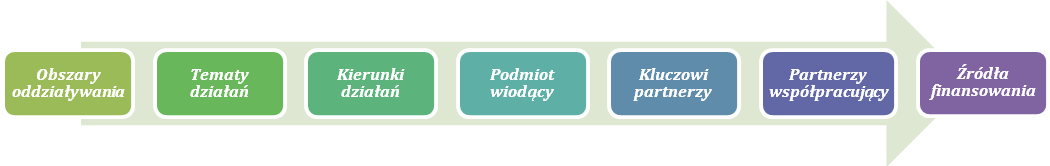 Obszary
oddziaływania
Tematy
działań
Kierunki
działań
Podmiot
wiodący
Kluczowi
partnerzy
Partnerzy
współpracujący
Źródła
finansowania